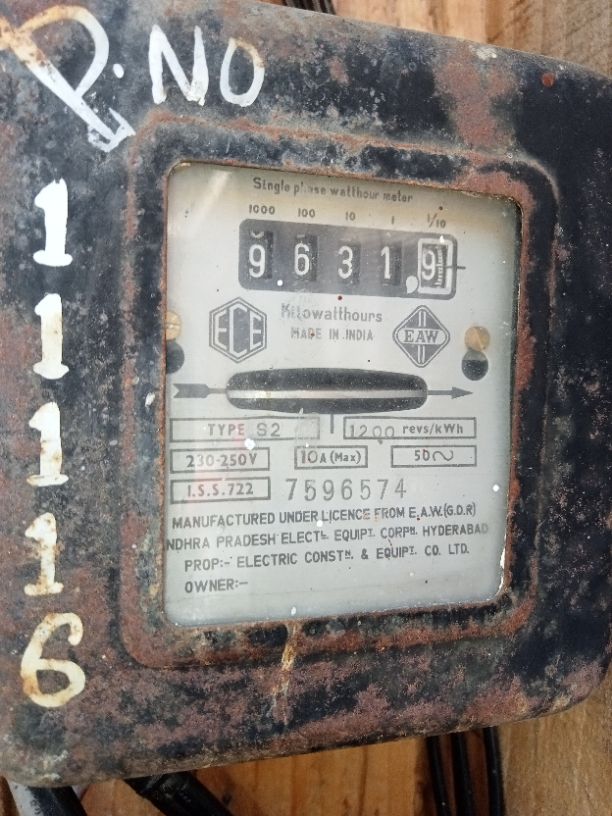 P. NO
1
1
1
1
6
Single phase watthour meter
1000 100 10 1 1/10
9 6 3 1, 9
Kilowatthours
ECE MADE IN INDIA EAW
TYPE S2 1200 revs/kWh
230-250V 10A (Max) 50~
I.S.S. 722 7596574
MANUFACTURED UNDER LICENCE FROM E.A.W.(G.D.R)
NDHRA PRADESH ELECTL. EQUIPT. CORPN. HYDERABAD
PROP:- ELECTRIC CONSTN. & EQUIPT. CO. LTD.
OWNER:-